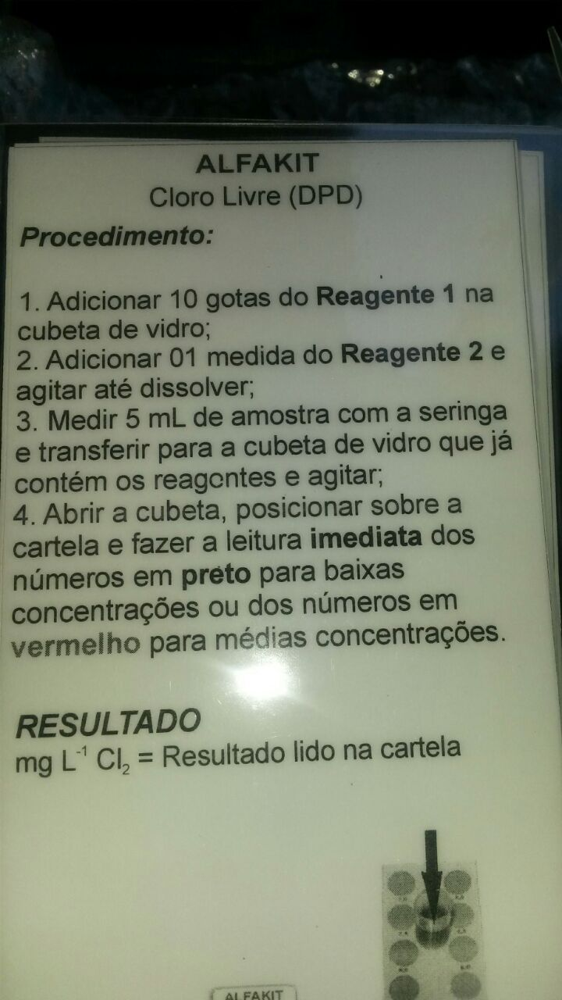 ALFAKIT
Cloro Livre (DPD)
Procedimento:
1. Adicionar 10 gotas do Reagente 1 na
cubeta de vidro;
2. Adicionar 01 medida do Reagente 2 e
agitar até dissolver;
3. Medir 5 mL de amostra com a seringa
e transferir para a cubeta de vidro que já
contém os reagentes e agitar;
4. Abrir a cubeta, posicionar sobre a
cartela e fazer a leitura imediata dos
números em preto para baixas
concentrações ou dos números em
vermelho para médias concentrações.
RESULTADO
mg L⁻¹ Cl₂ = Resultado lido na cartela
ALFAKIT